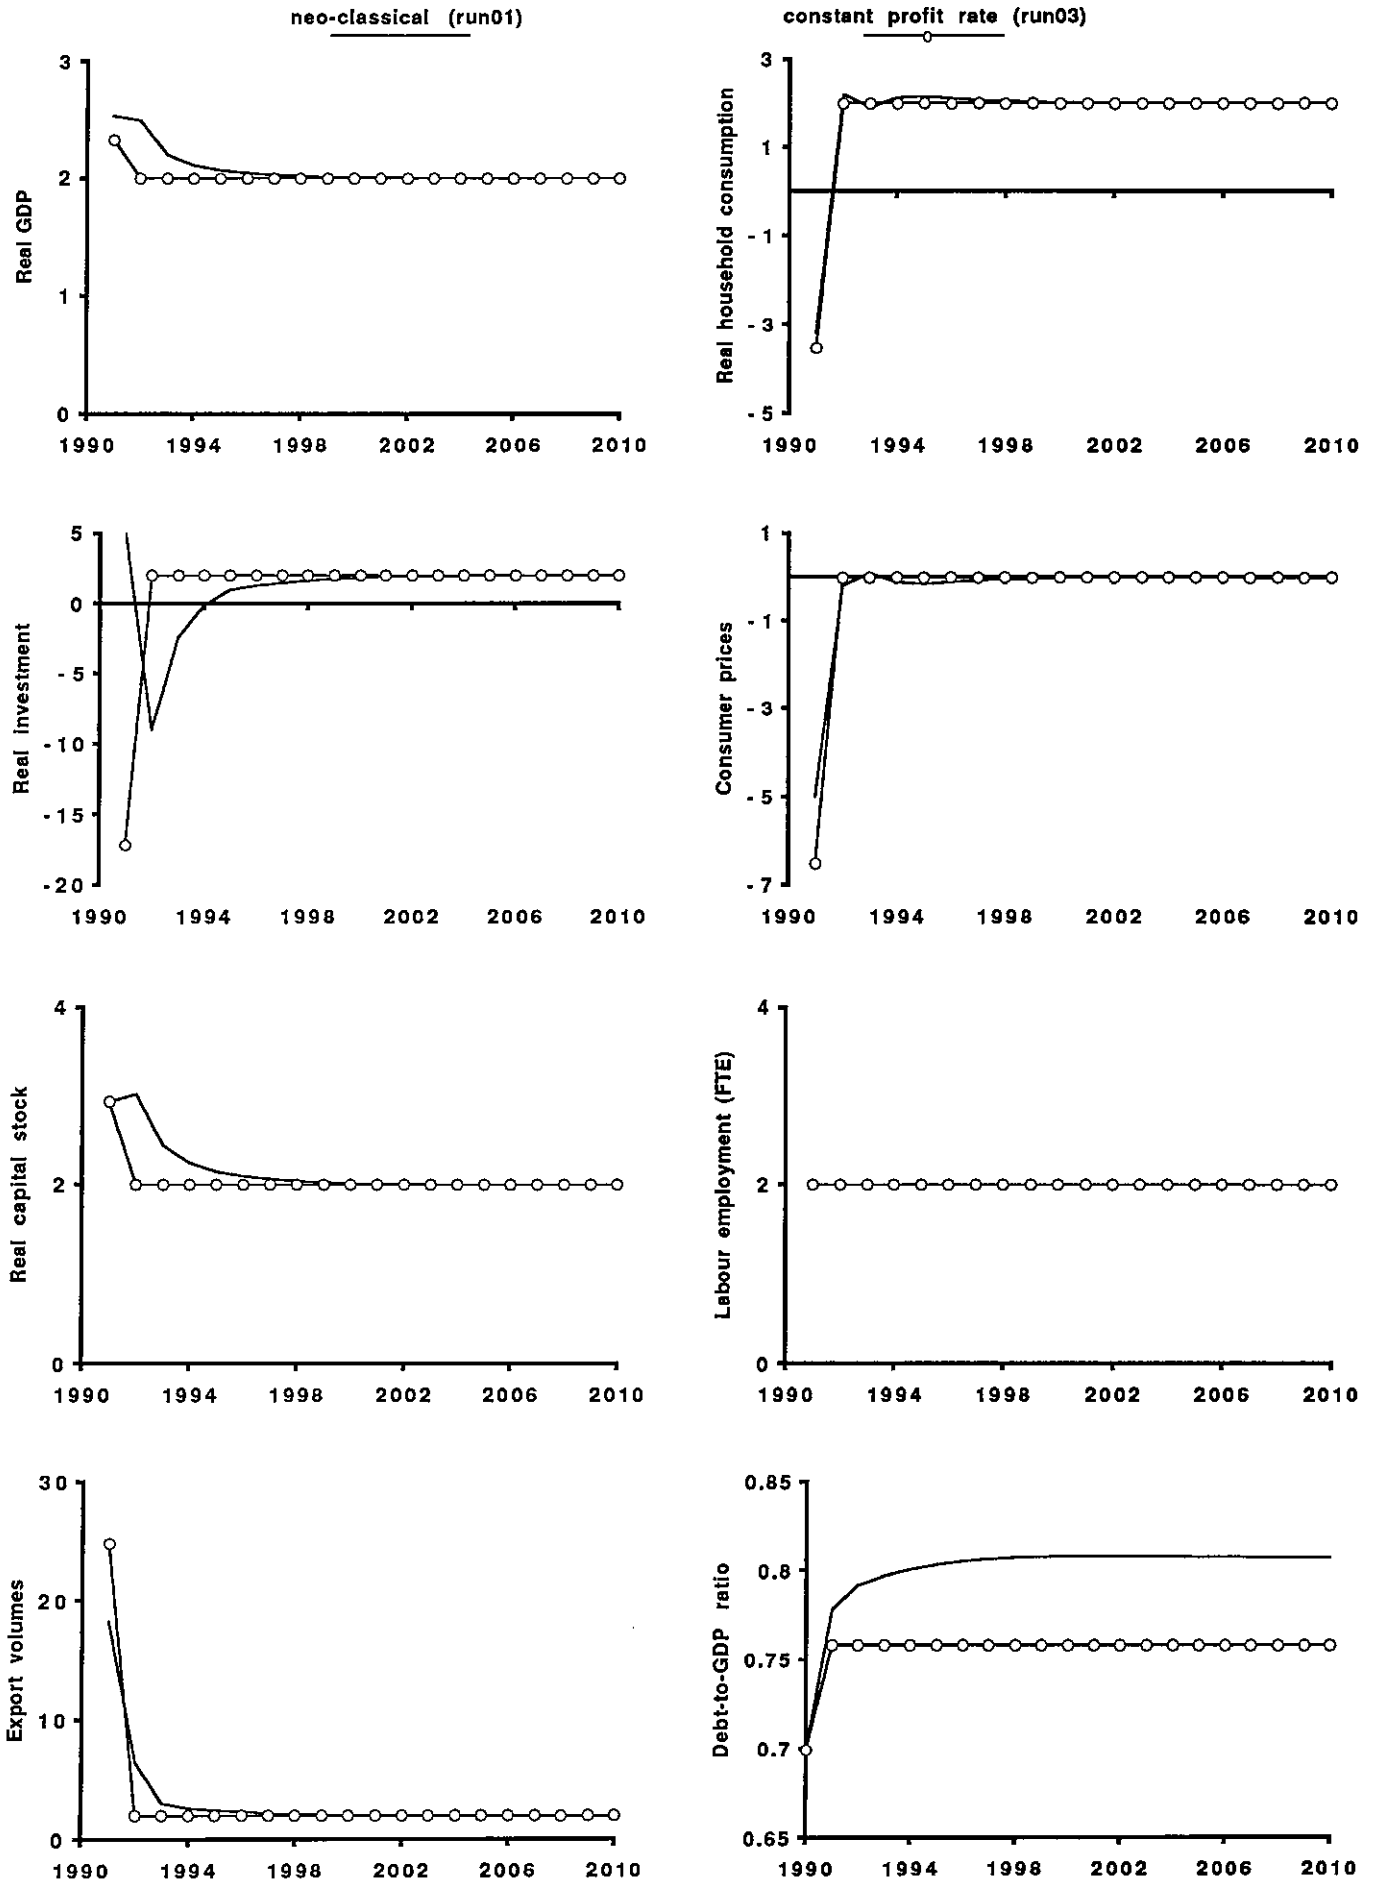 neo-classical (run01)
constant profit rate (run03)
Real GDP
3
2
1
0
1990 1994 1998 2002 2006 2010
Real household consumption
3
1
-1
-3
-5
1990 1994 1998 2002 2006 2010
Real investment
5
0
-5
-10
-15
-20
1990 1994 1998 2002 2006 2010
Consumer prices
1
-1
-3
-5
-7
1990 1994 1998 2002 2006 2010
Real capital stock
4
2
0
1990 1994 1998 2002 2006 2010
Labour employment (FTE)
4
2
0
1990 1994 1998 2002 2006 2010
Export volumes
30
20
10
0
1990 1994 1998 2002 2006 2010
Debt-to-GDP ratio
0.85
0.8
0.75
0.7
0.65
1990 1994 1998 2002 2006 2010